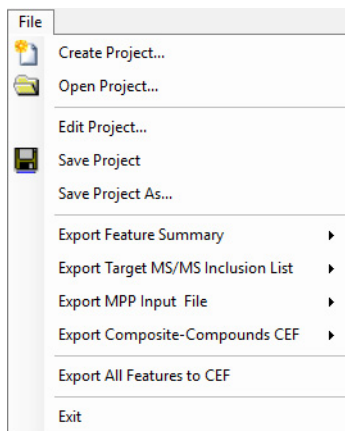 File
Create Project...
Open Project...
Edit Project...
Save Project
Save Project As...
Export Feature Summary
Export Target MS/MS Inclusion List
Export MPP Input  File
Export Composite-Compounds CEF
Export All Features to CEF
Exit